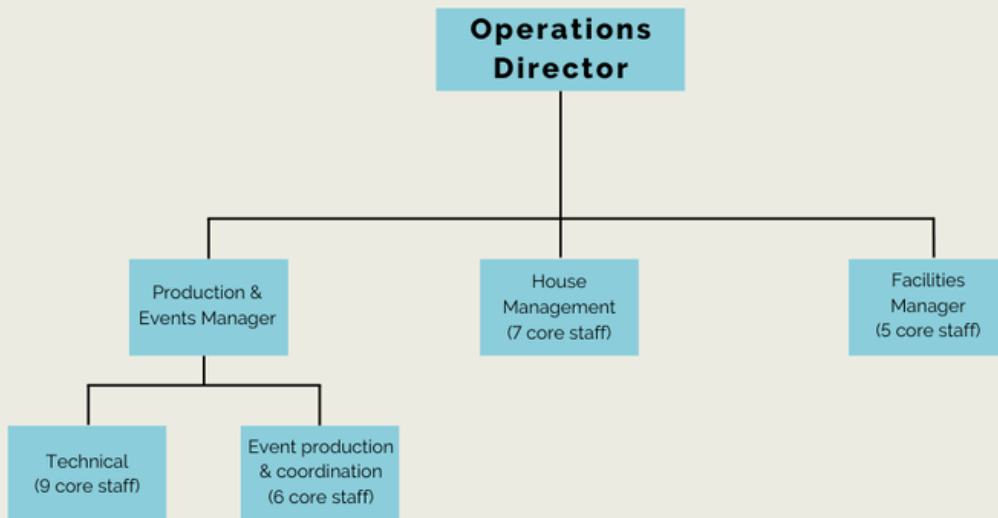 Operations
Director
Production &
Events Manager
House
Management
(7 core staff)
Facilities
Manager
(5 core staff)
Technical
(9 core staff)
Event production
& coordination
(6 core staff)